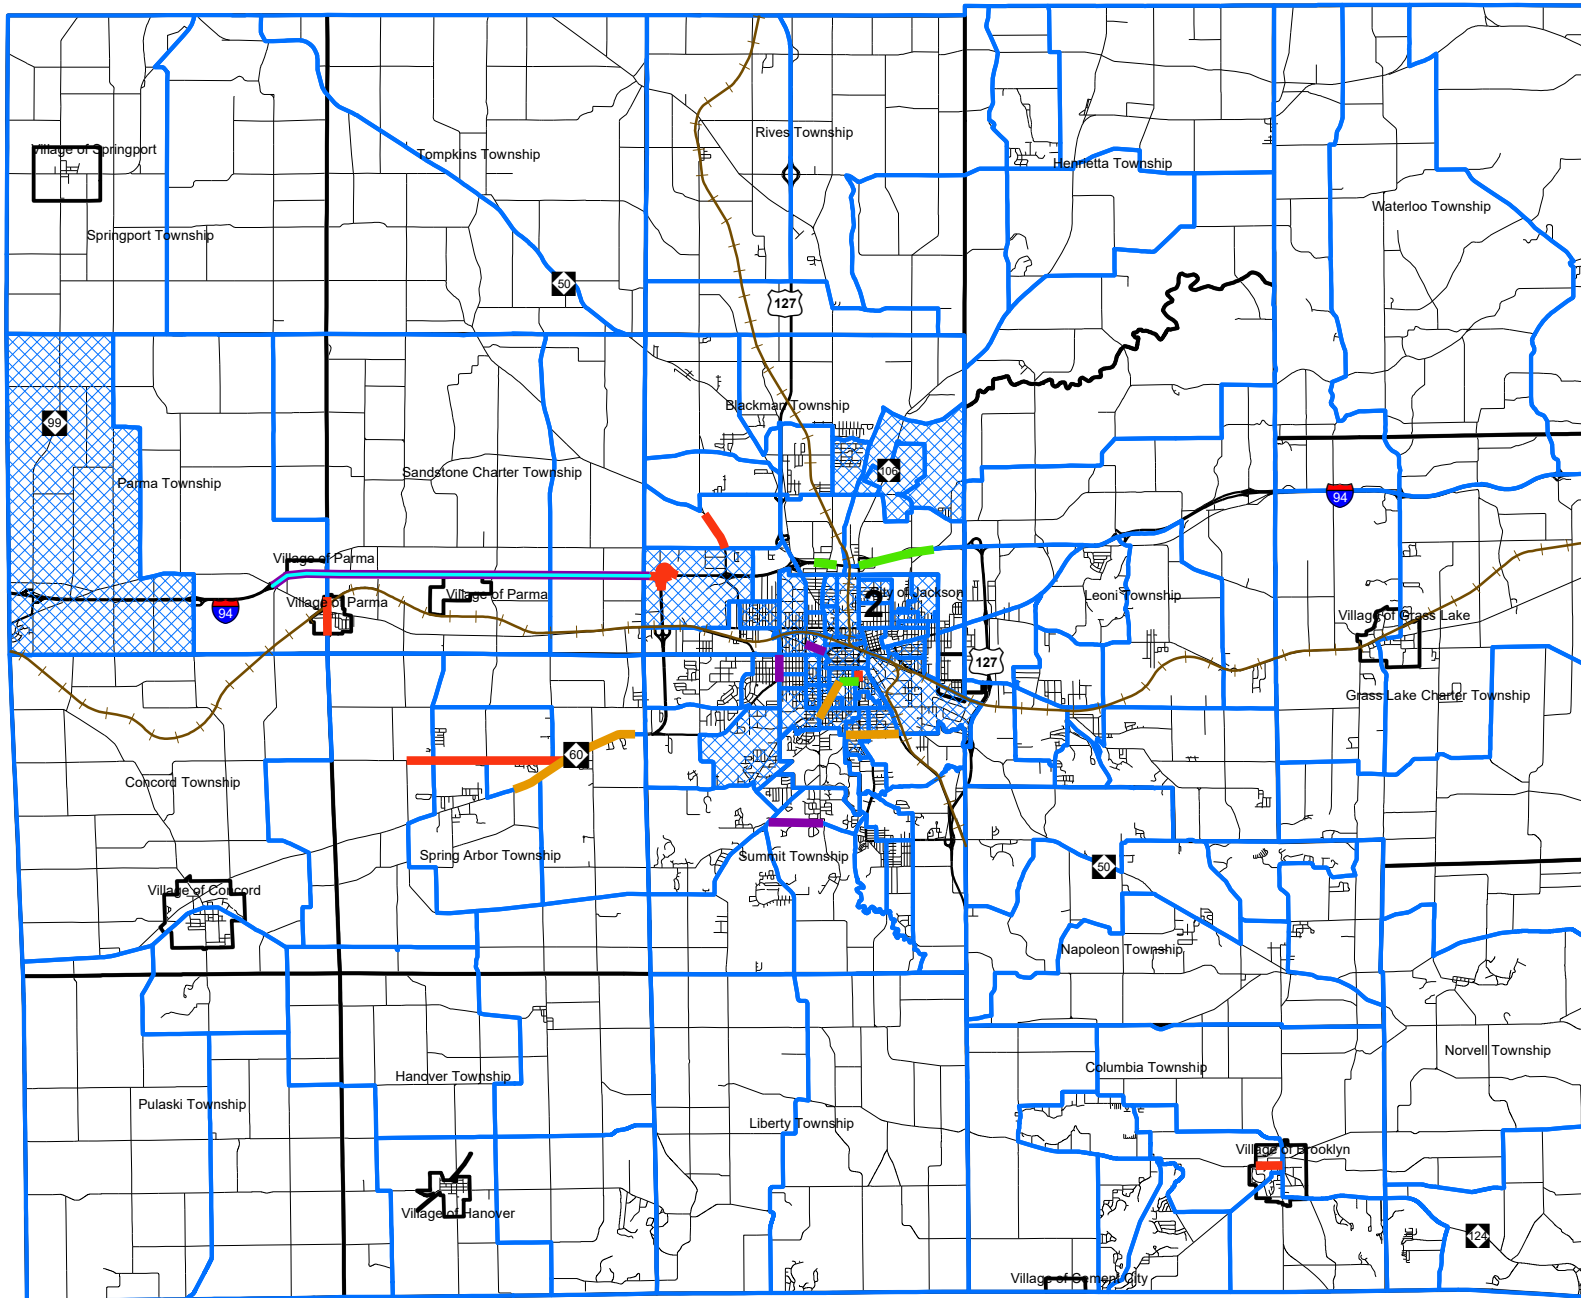 Rives Township
Village of Springport
Tompkins Township
Henrietta Township
Waterloo Township
Springport Township
50
127
Blackman Township
99
106
Sandstone Charter Township
Parma Township
94
Village of Parma
Village of Parma
Village of Parma
94
2
City of Jackson
Leoni Township
Village of Grass Lake
127
Grass Lake Charter Township
60
Concord Township
Spring Arbor Township
Summit Township
50
Village of Concord
Napoleon Township
Norvell Township
Columbia Township
Hanover Township
Pulaski Township
Liberty Township
Village of Brooklyn
Village of Hanover
124
Village of Cement City